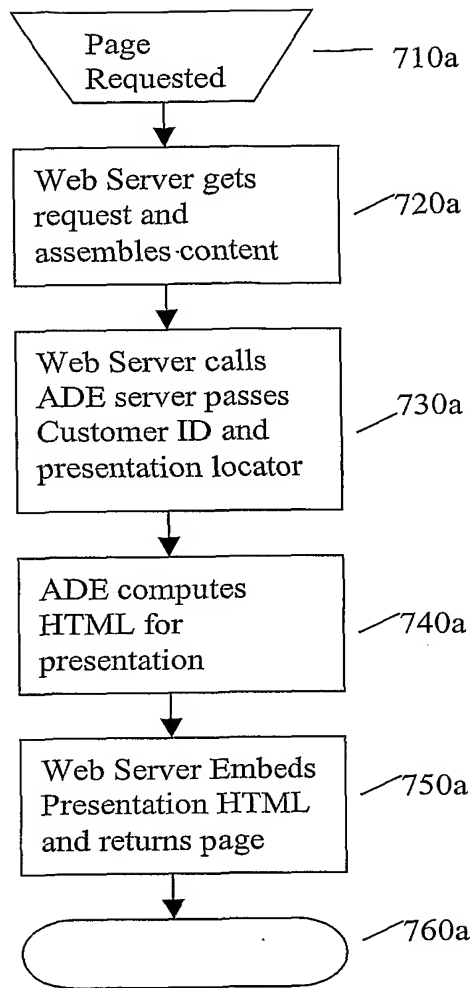 Page
Requested
710a
Web Server gets
request and
assembles content
720a
Web Server calls
ADE server passes
Customer ID and
presentation locator
730a
ADE computes
HTML for
presentation
740a
Web Server Embeds
Presentation HTML
and returns page
750a
760a